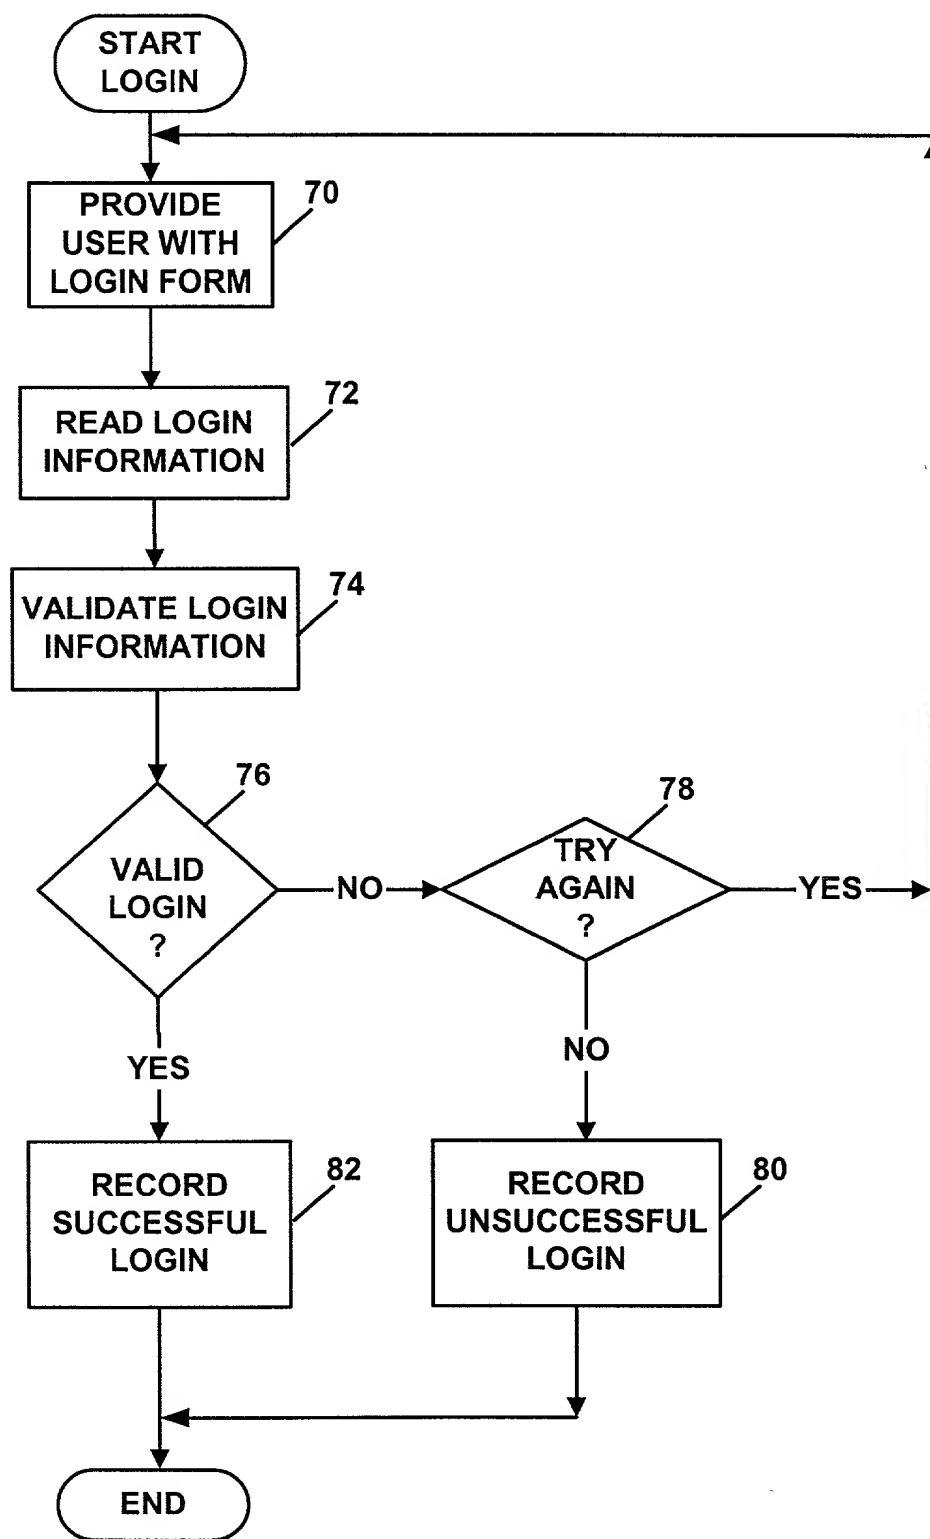 START
LOGIN
70
PROVIDE
USER WITH
LOGIN FORM
72
READ LOGIN
INFORMATION
74
VALIDATE LOGIN
INFORMATION
76
VALID
LOGIN
?
NO
78
TRY
AGAIN
?
YES
YES
NO
82
RECORD
SUCCESSFUL
LOGIN
80
RECORD
UNSUCCESSFUL
LOGIN
END